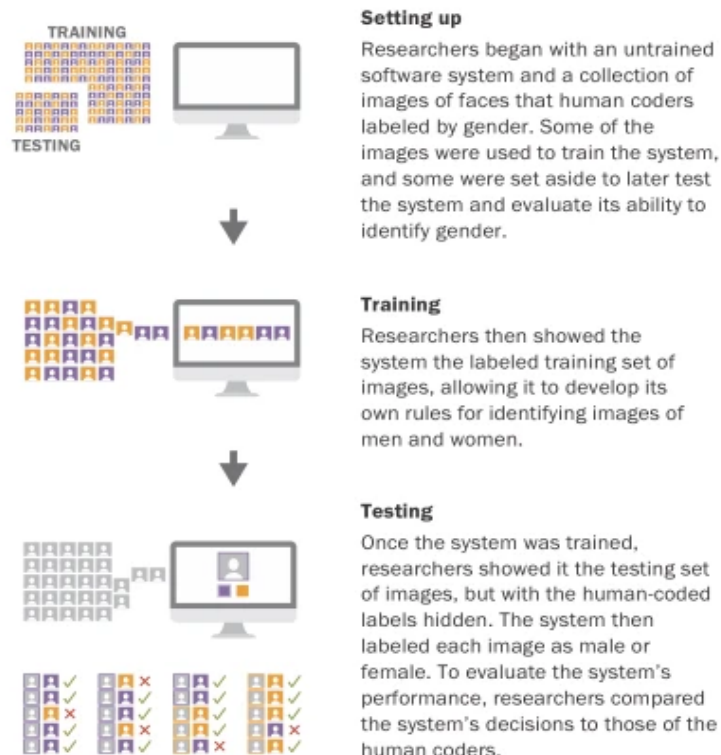 TRAINING
TESTING
Setting up
Researchers began with an untrained
software system and a collection of
images of faces that human coders
labeled by gender. Some of the
images were used to train the system,
and some were set aside to later test
the system and evaluate its ability to
identify gender.
Training
Researchers then showed the
system the labeled training set of
images, allowing it to develop its
own rules for identifying images of
men and women.
Testing
Once the system was trained,
researchers showed it the testing set
of images, but with the human-coded
labels hidden. The system then
labeled each image as male or
female. To evaluate the system’s
performance, researchers compared
the system’s decisions to those of the
human coders.